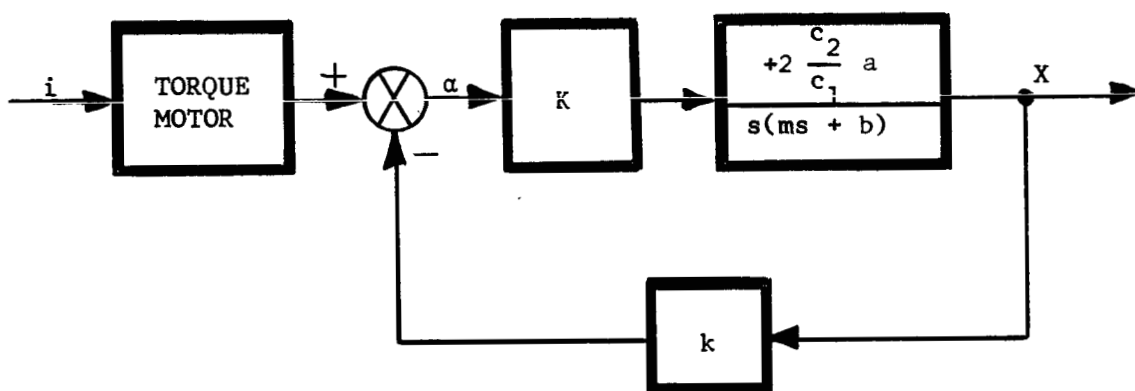 i
TORQUE
MOTOR
+
−
α
K
+2 c₂/c₁ a
s(ms + b)
X
k